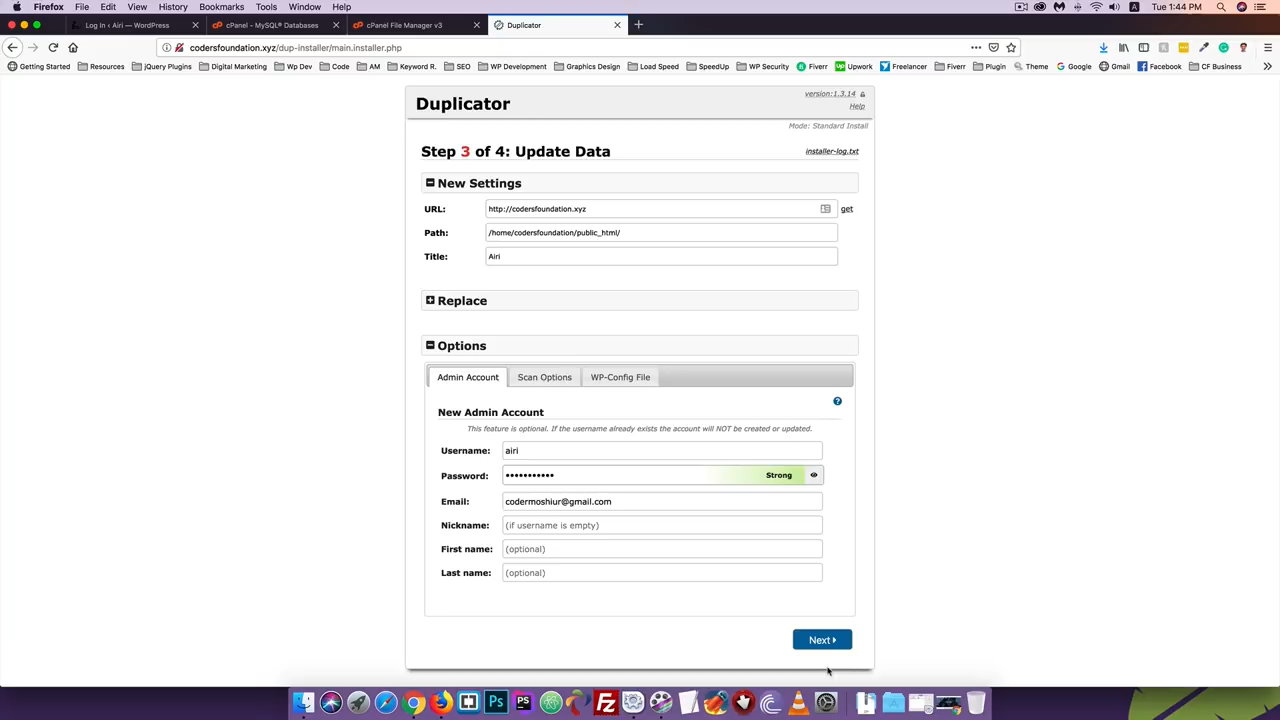 Firefox File Edit View History Bookmarks Tools Window Help Tue 1:44 PM
Log In ‹ Airi — WordPress
cPanel - MySQL® Databases
cPanel File Manager v3
Duplicator
codersfoundation.xyz/dup-installer/main.installer.php
Getting Started Resources jQuery Plugins Digital Marketing Wp Dev Code AM Keyword R. SEO WP Development Graphics Design Load Speed SpeedUp WP Security Fiverr Upwork Freelancer Fiverr Plugin Theme Google Gmail Facebook CF Business
Duplicator
version:1.3.14
Help
Mode: Standard Install
Step 3 of 4: Update Data
installer-log.txt
New Settings
URL: http://codersfoundation.xyz get
Path: /home/codersfoundation/public_html/
Title: Airi
Replace
Options
Admin Account Scan Options WP-Config File
New Admin Account
This feature is optional. If the username already exists the account will NOT be created or updated.
Username: airi
Password: ••••••••••• Strong
Email: codermoshiur@gmail.com
Nickname: (if username is empty)
First name: (optional)
Last name: (optional)
Next
Ps
PS
Fz